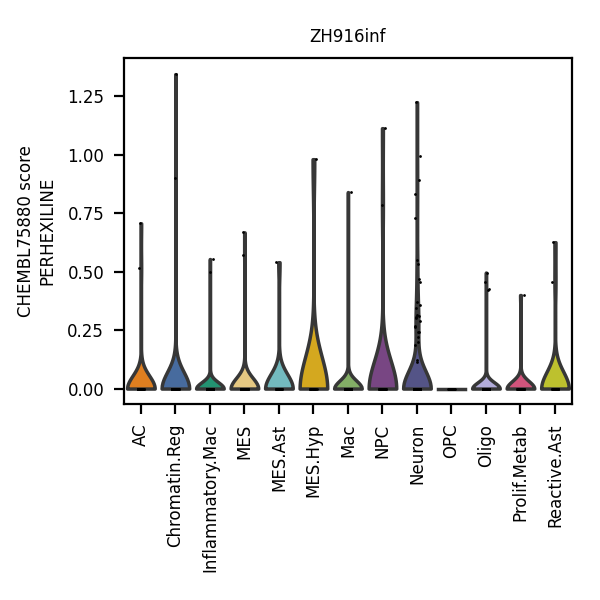 ZH916inf
CHEMBL75880 score
PERHEXILINE
1.25
1.00
0.75
0.50
0.25
0.00
AC
Chromatin.Reg
Inflammatory.Mac
MES
MES.Ast
MES.Hyp
Mac
NPC
Neuron
OPC
Oligo
Prolif.Metab
Reactive.Ast